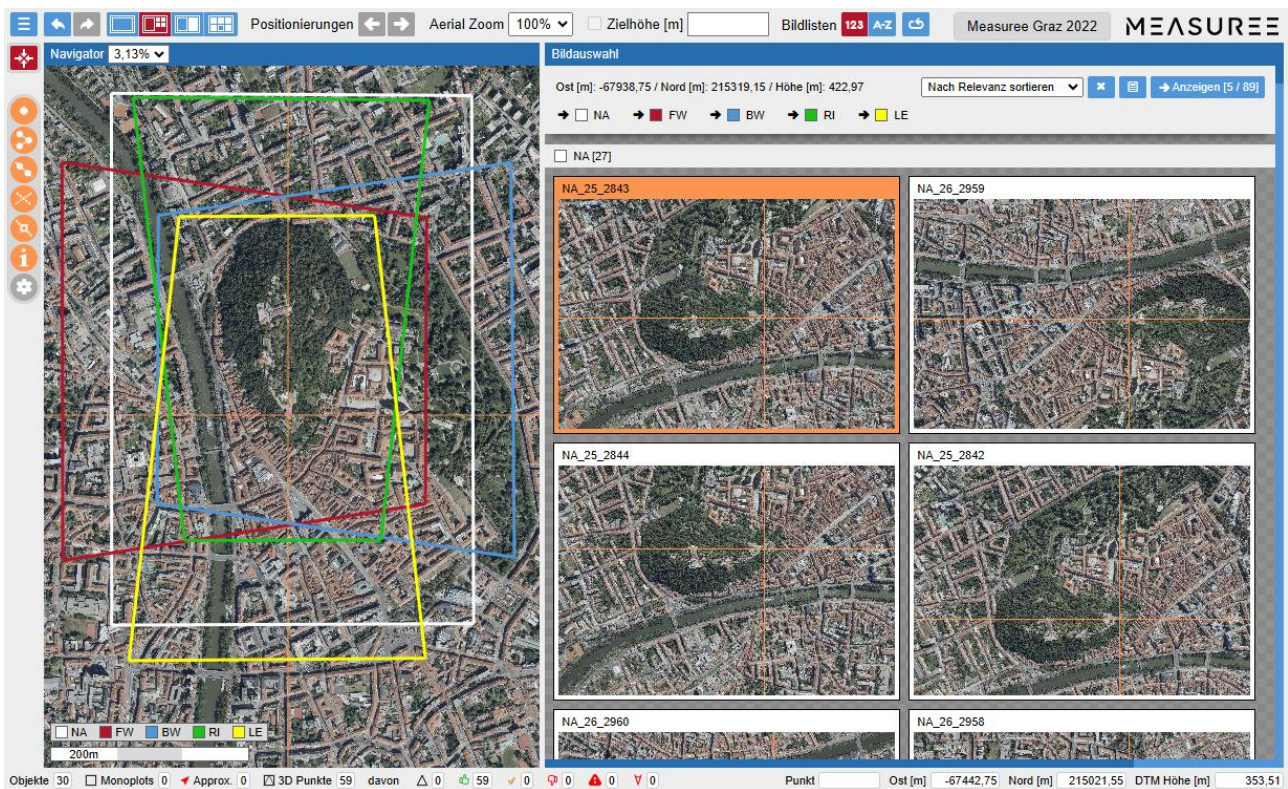 Positionierungen Aerial Zoom 100% Zielhöhe [m] Bildlisten 123 A-Z Measuree Graz 2022 MEASUREE
Navigator 3,13% Bildauswahl
Ost [m]: -67938,75 / Nord [m]: 215319,15 / Höhe [m]: 422,97 Nach Relevanz sortieren Anzeigen [5 / 89]
NA FW BW RI LE
NA [27]
NA_25_2843 NA_26_2959
NA_25_2844 NA_25_2842
NA_26_2960 NA_26_2958
NA FW BW RI LE
200m
Objekte 30 Monoplots 0 Approx. 0 3D Punkte 59 davon 0 59 0 0 0 0 Punkt Ost [m] -67442,75 Nord [m] 215021,55 DTM Höhe [m] 353,51